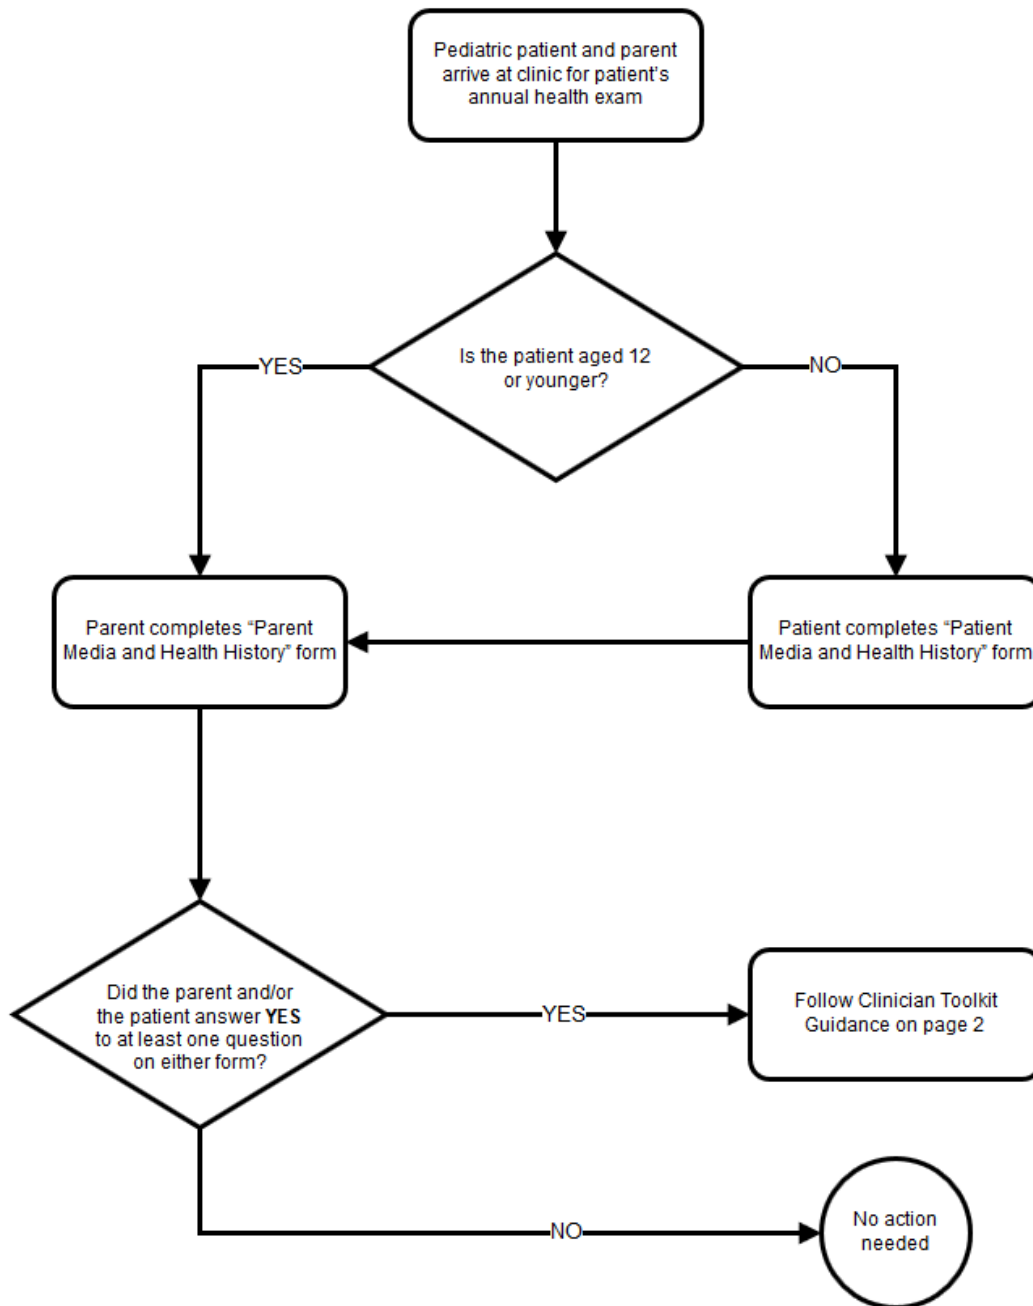 Pediatric patient and parent
arrive at clinic for patient’s
annual health exam
Is the patient aged 12
or younger?
YES
NO
Parent completes “Parent
Media and Health History” form
Patient completes “Patient
Media and Health History” form
Did the parent and/or
the patient answer YES
to at least one question
on either form?
YES
Follow Clinician Toolkit
Guidance on page 2
NO
No action
needed